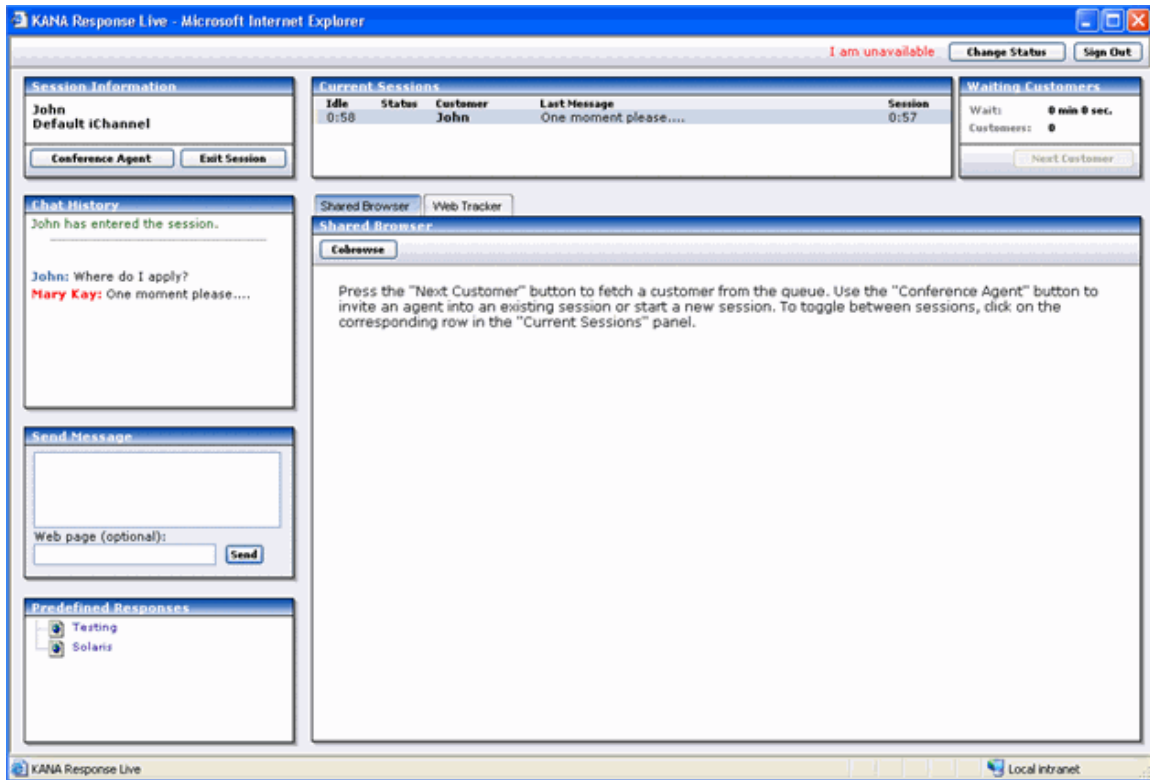 KANA Response Live - Microsoft Internet Explorer
I am unavailable Change Status Sign Out
Session Information
John
Default iChannel
Conference Agent Exit Session
Current Sessions
Idle Status Customer Last Message Session
0:58 John One moment please.... 0:57
Waiting Customers
Wait: 0 min 0 sec.
Customers: 0
Next Customer
Chat History
John has entered the session.
John: Where do I apply?
Mary Kay: One moment please....
Send Message
Web page (optional):
Send
Predefined Responses
Testing
Solaris
Shared Browser Web Tracker
Shared Browser
Cobrowse
Press the "Next Customer" button to fetch a customer from the queue. Use the "Conference Agent" button to
invite an agent into an existing session or start a new session. To toggle between sessions, click on the
corresponding row in the "Current Sessions" panel.
KANA Response Live Local intranet